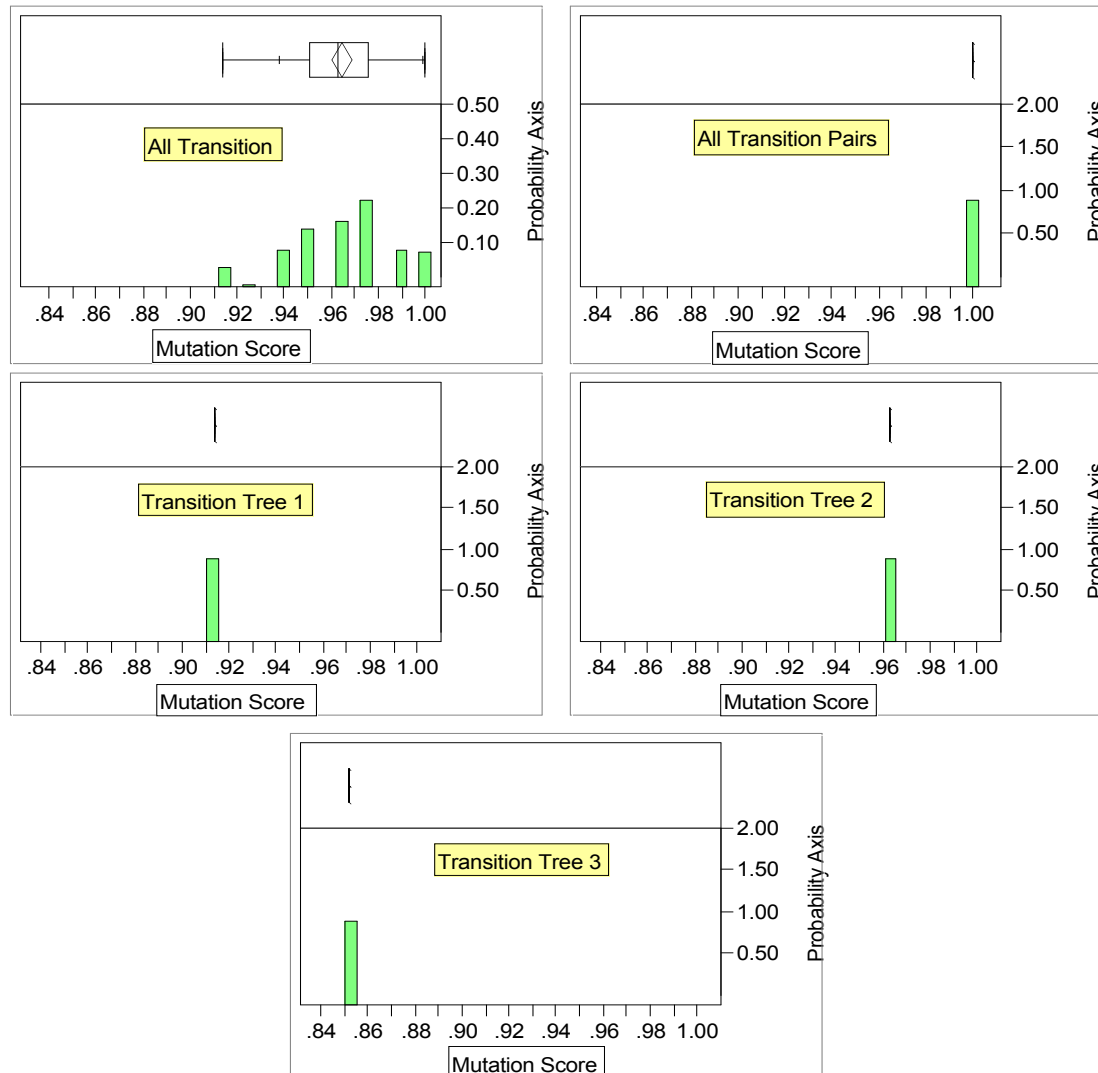 0.50
0.40
0.30
0.20
0.10
Probability Axis
All Transition
.84 .86 .88 .90 .92 .94 .96 .98 1.00
Mutation Score
2.00
1.50
1.00
0.50
Probability Axis
All Transition Pairs
.84 .86 .88 .90 .92 .94 .96 .98 1.00
Mutation Score
2.00
1.50
1.00
0.50
Probability Axis
Transition Tree 1
.84 .86 .88 .90 .92 .94 .96 .98 1.00
Mutation Score
2.00
1.50
1.00
0.50
Probability Axis
Transition Tree 2
.84 .86 .88 .90 .92 .94 .96 .98 1.00
Mutation Score
2.00
1.50
1.00
0.50
Probability Axis
Transition Tree 3
.84 .86 .88 .90 .92 .94 .96 .98 1.00
Mutation Score